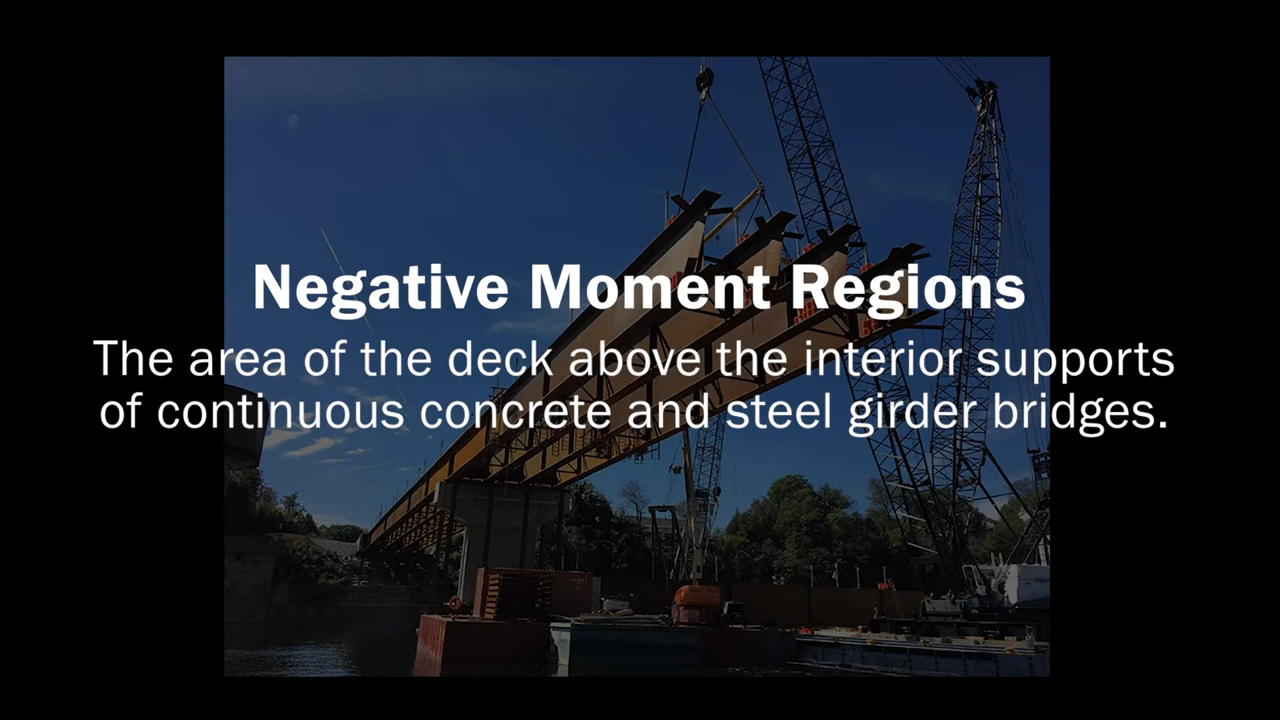 Negative Moment Regions
The area of the deck above the interior supports
of continuous concrete and steel girder bridges.